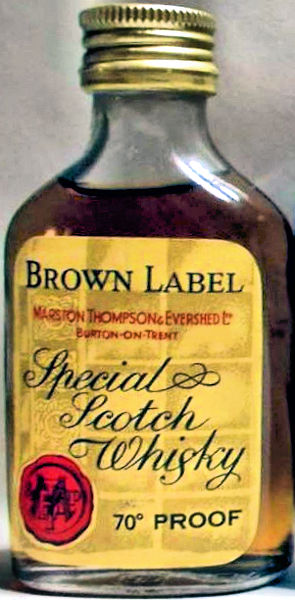 BROWN LABEL
MARSTON THOMPSON & EVERSHED LTD
BURTON-ON-TRENT
Special
Scotch
Whisky
70° PROOF